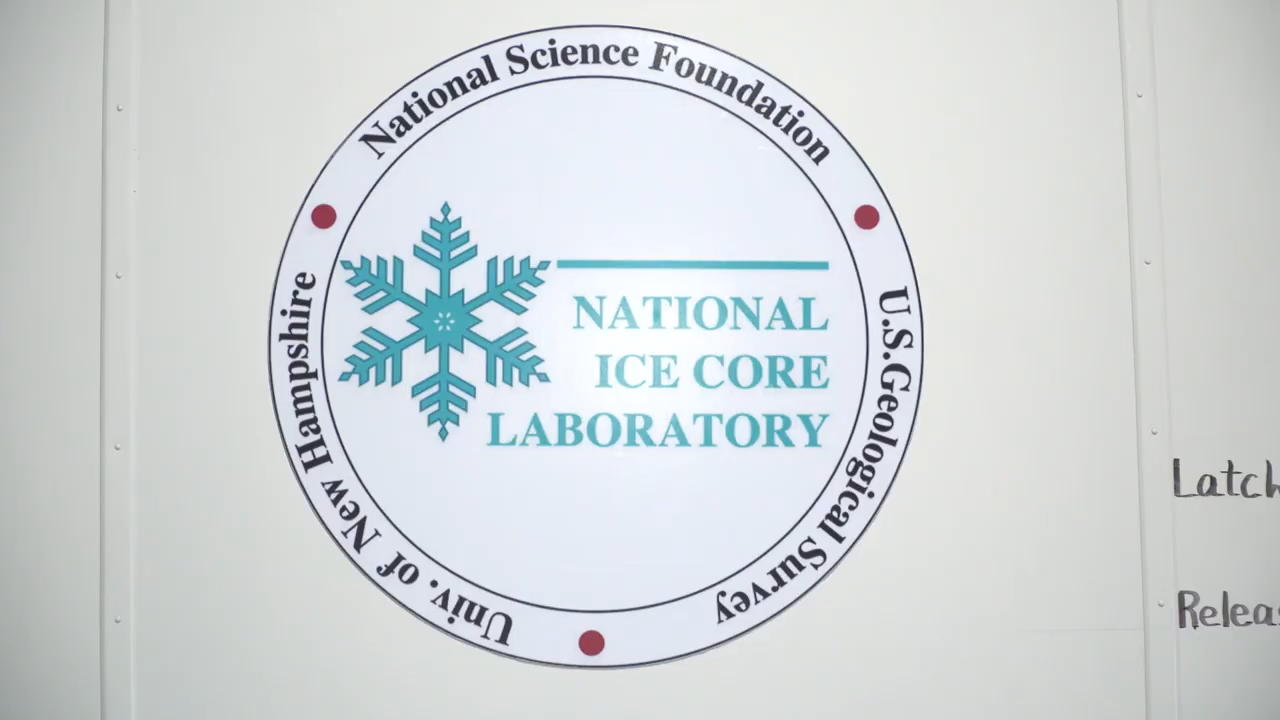 National Science Foundation
U.S.Geological Survey
Univ. of New Hampshire
NATIONAL
ICE CORE
LABORATORY